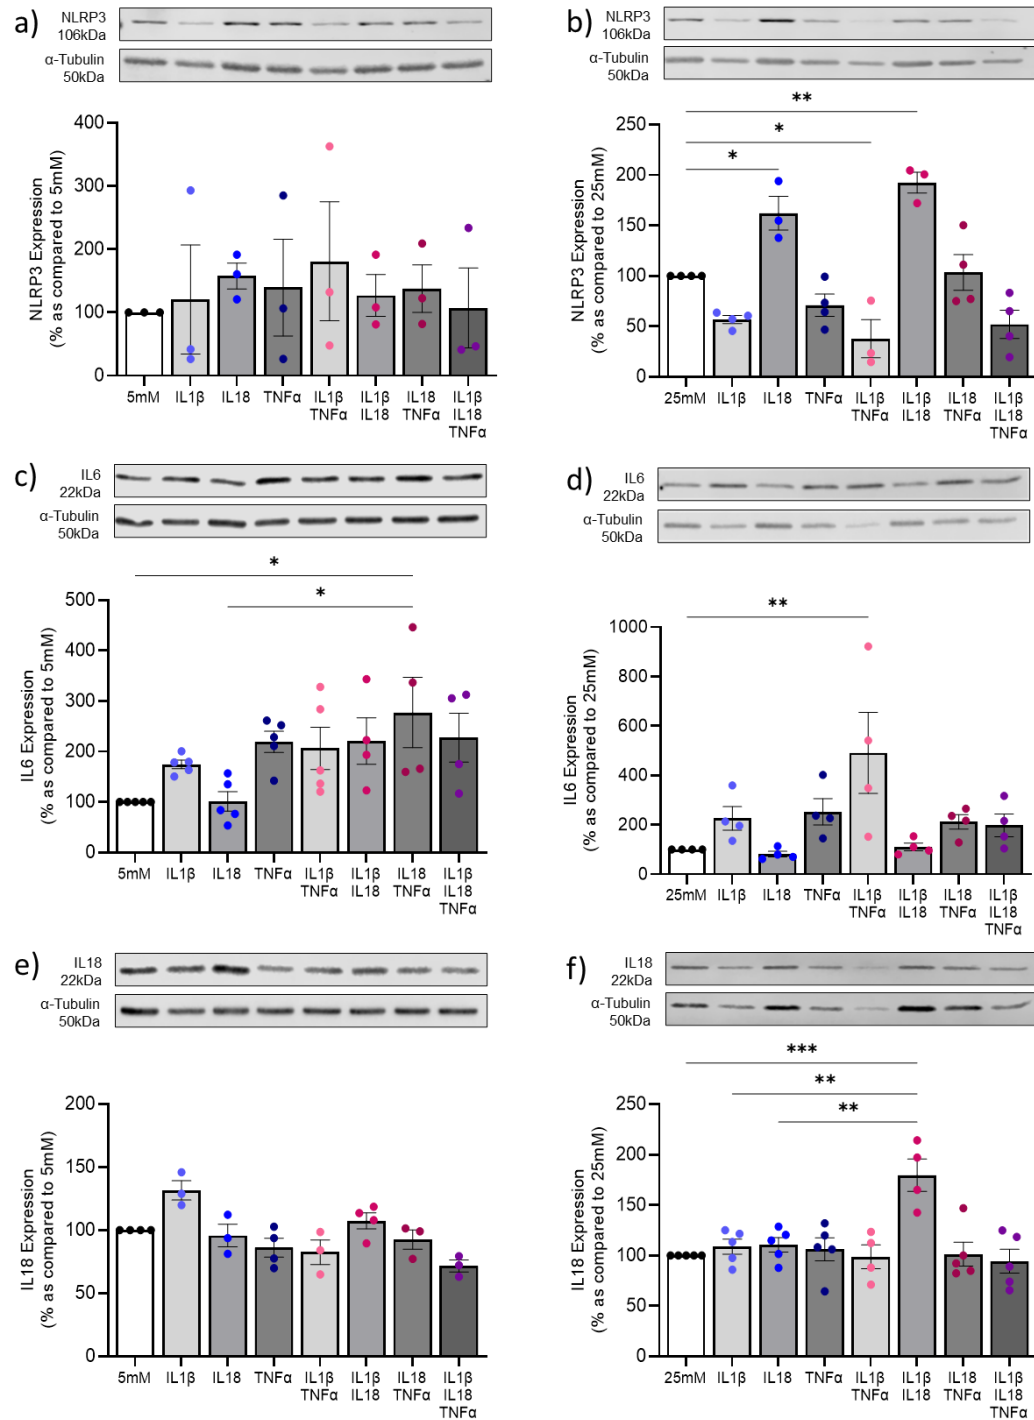 a)
NLRP3
106kDa
α-Tubulin
50kDa
NLRP3 Expression
(% as compared to 5mM)
400
300
200
100
0
5mM IL1β IL18 TNFα IL1β IL1β IL18 IL1β
TNFα IL18 TNFα IL18
TNFα
b)
NLRP3
106kDa
α-Tubulin
50kDa
**
*
*
NLRP3 Expression
(% as compared to 25mM)
250
200
150
100
50
0
25mM IL1β IL18 TNFα IL1β IL1β IL18 IL1β
TNFα IL18 TNFα IL18
TNFα
c)
IL6
22kDa
α-Tubulin
50kDa
*
*
IL6 Expression
(% as compared to 5mM)
500
400
300
200
100
0
5mM IL1β IL18 TNFα IL1β IL1β IL18 IL1β
TNFα IL18 TNFα IL18
TNFα
d)
IL6
22kDa
α-Tubulin
50kDa
**
IL6 Expression
(% as compared to 25mM)
1000
800
600
400
200
0
25mM IL1β IL18 TNFα IL1β IL1β IL18 IL1β
TNFα IL18 TNFα IL18
TNFα
e)
IL18
22kDa
α-Tubulin
50kDa
IL18 Expression
(% as compared to 5mM)
200
150
100
50
0
5mM IL1β IL18 TNFα IL1β IL1β IL18 IL1β
TNFα IL18 TNFα IL18
TNFα
f)
IL18
22kDa
α-Tubulin
50kDa
***
**
**
IL18 Expression
(% as compared to 25mM)
250
200
150
100
50
0
25mM IL1β IL18 TNFα IL1β IL1β IL18 IL1β
TNFα IL18 TNFα IL18
TNFα